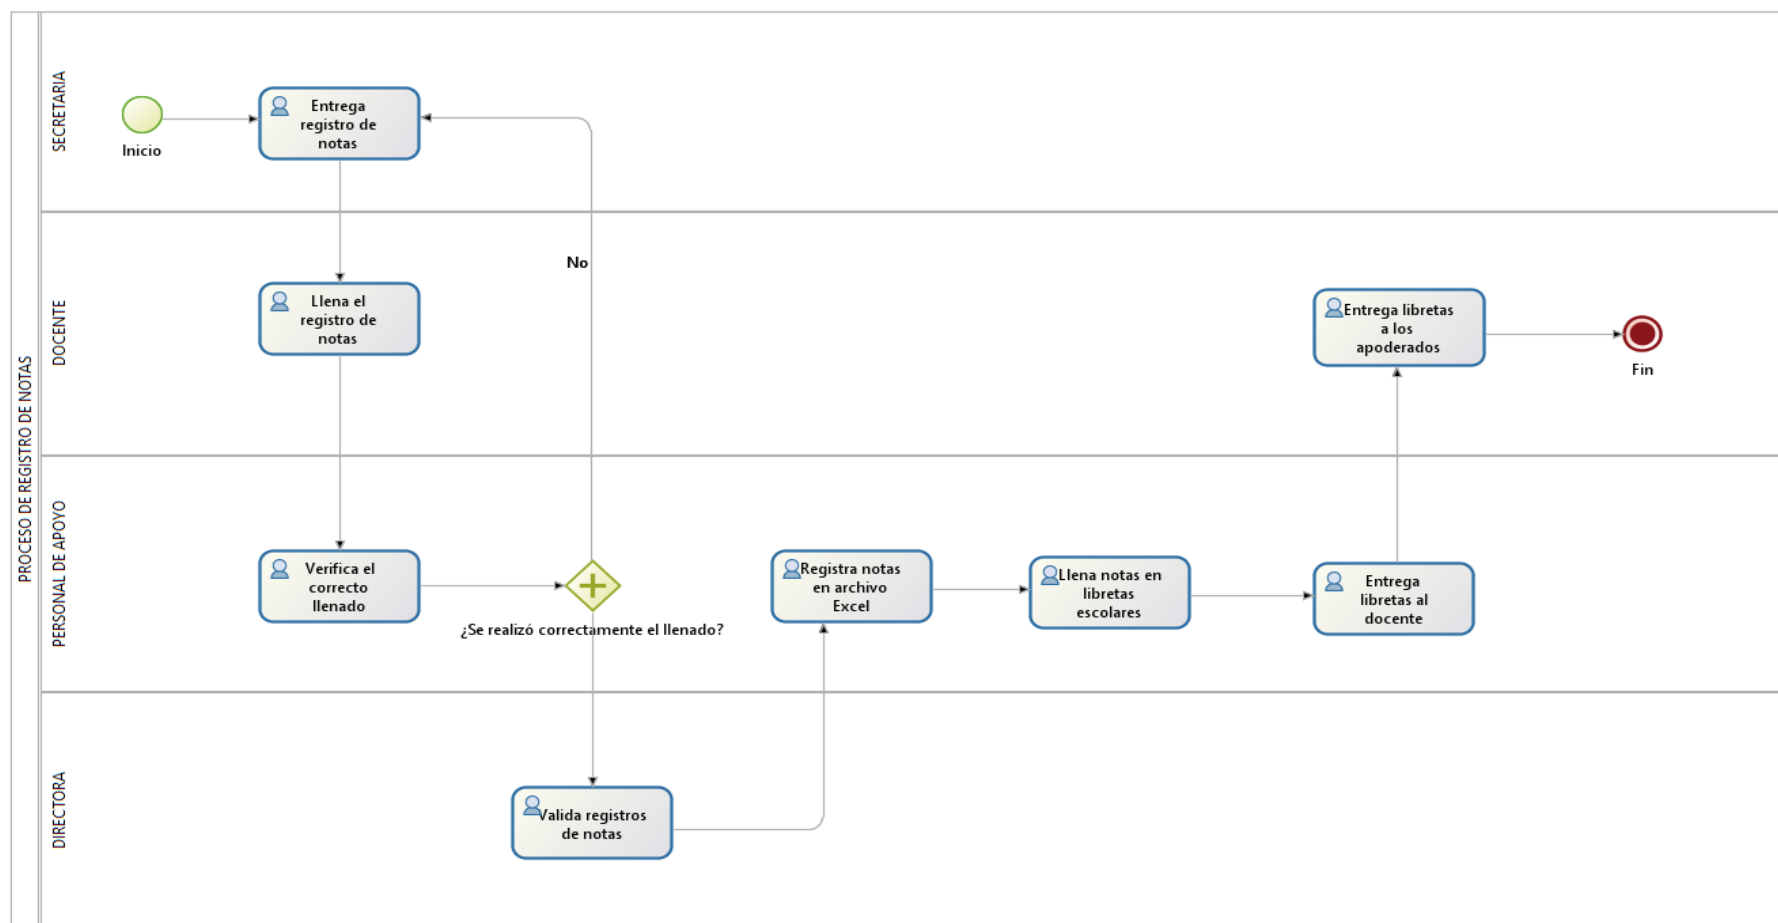 PROCESO DE REGISTRO DE NOTAS
SECRETARIA
Inicio
Entrega
registro de
notas
DOCENTE
Llena el
registro de
notas
No
Entrega libretas
a los
apoderados
Fin
PERSONAL DE APOYO
Verifica el
correcto
llenado
¿Se realizó correctamente el llenado?
Registra notas
en archivo
Excel
Llena notas en
libretas
escolares
Entrega
libretas al
docente
DIRECTORA
Valida registros
de notas